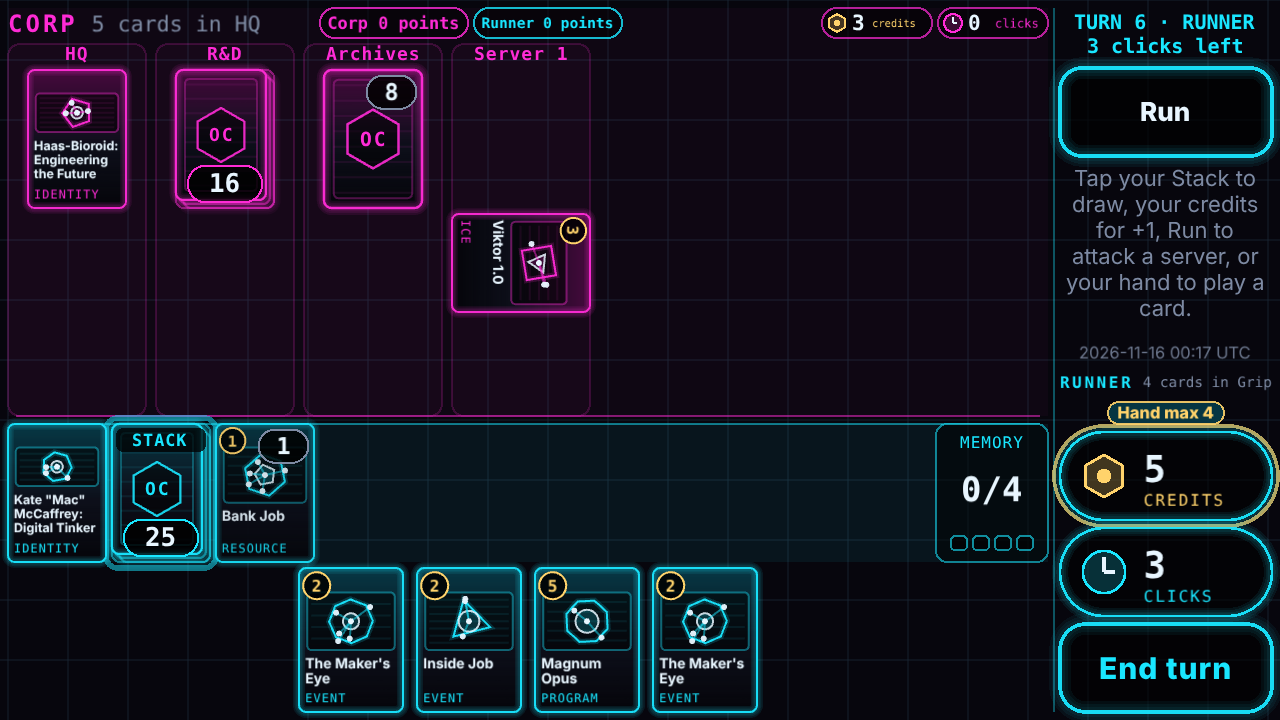 CORP 5 cards in HQ
Corp 0 points
Runner 0 points
3 credits
0 clicks
HQ
R&D
Archives
Server 1
Haas-Bioroid:
Engineering
the Future
IDENTITY
OC
16
8
OC
3
Viktor 1.0
ICE
TURN 6 · RUNNER
3 clicks left
Run
Tap your Stack to
draw, your credits
for +1, Run to
attack a server, or
your hand to play a
card.
2026-11-16 00:17 UTC
RUNNER 4 cards in Grip
Hand max 4
5
CREDITS
3
CLICKS
End turn
Kate "Mac"
McCaffrey:
Digital Tinker
IDENTITY
STACK
OC
25
1
1
Bank Job
RESOURCE
MEMORY
0/4
2
The Maker's
Eye
EVENT
2
Inside Job
EVENT
5
Magnum
Opus
PROGRAM
2
The Maker's
Eye
EVENT